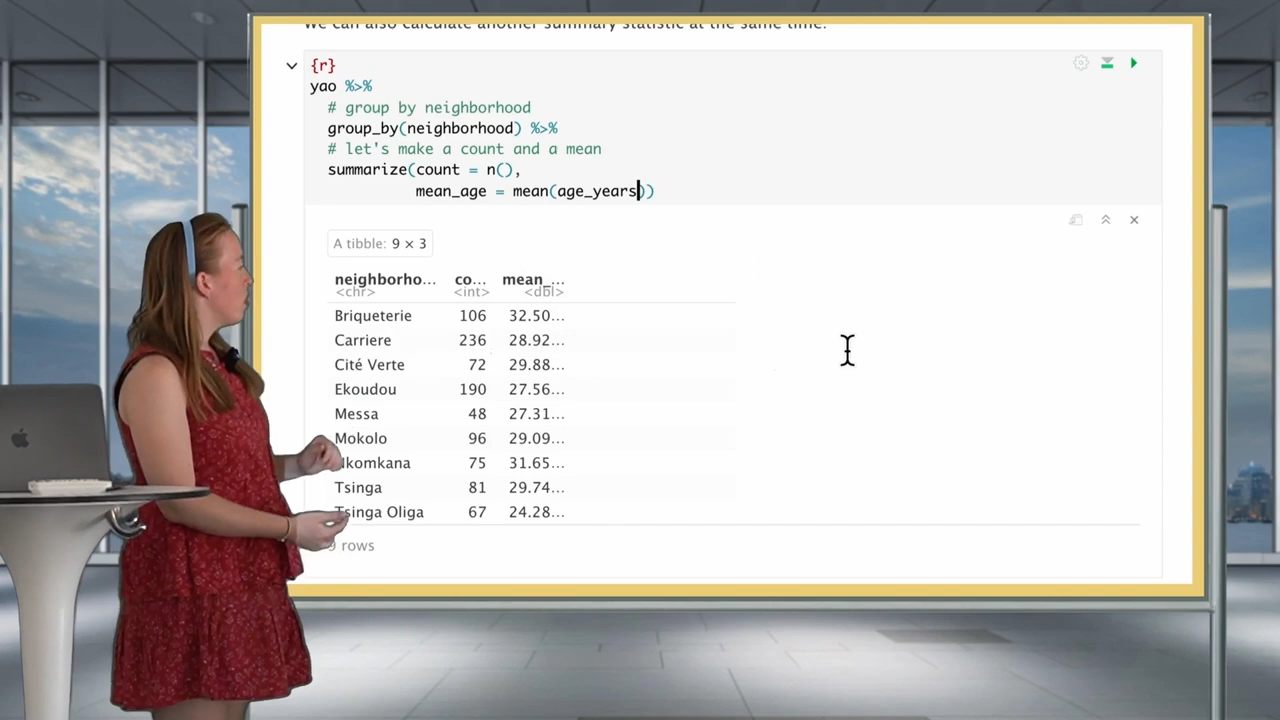 We can also calculate another summary statistic at the same time.
{r}
yao %>%
# group by neighborhood
group_by(neighborhood) %>%
# let's make a count and a mean
summarize(count = n(),
mean_age = mean(age_years))
A tibble: 9 × 3
neighborho… co… mean_…
<chr> <int> <dbl>
Briqueterie 106 32.50…
Carriere 236 28.92…
Cité Verte 72 29.88…
Ekoudou 190 27.56…
Messa 48 27.31…
Mokolo 96 29.09…
Nkomkana 75 31.65…
Tsinga 81 29.74…
Tsinga Oliga 67 24.28…
9 rows